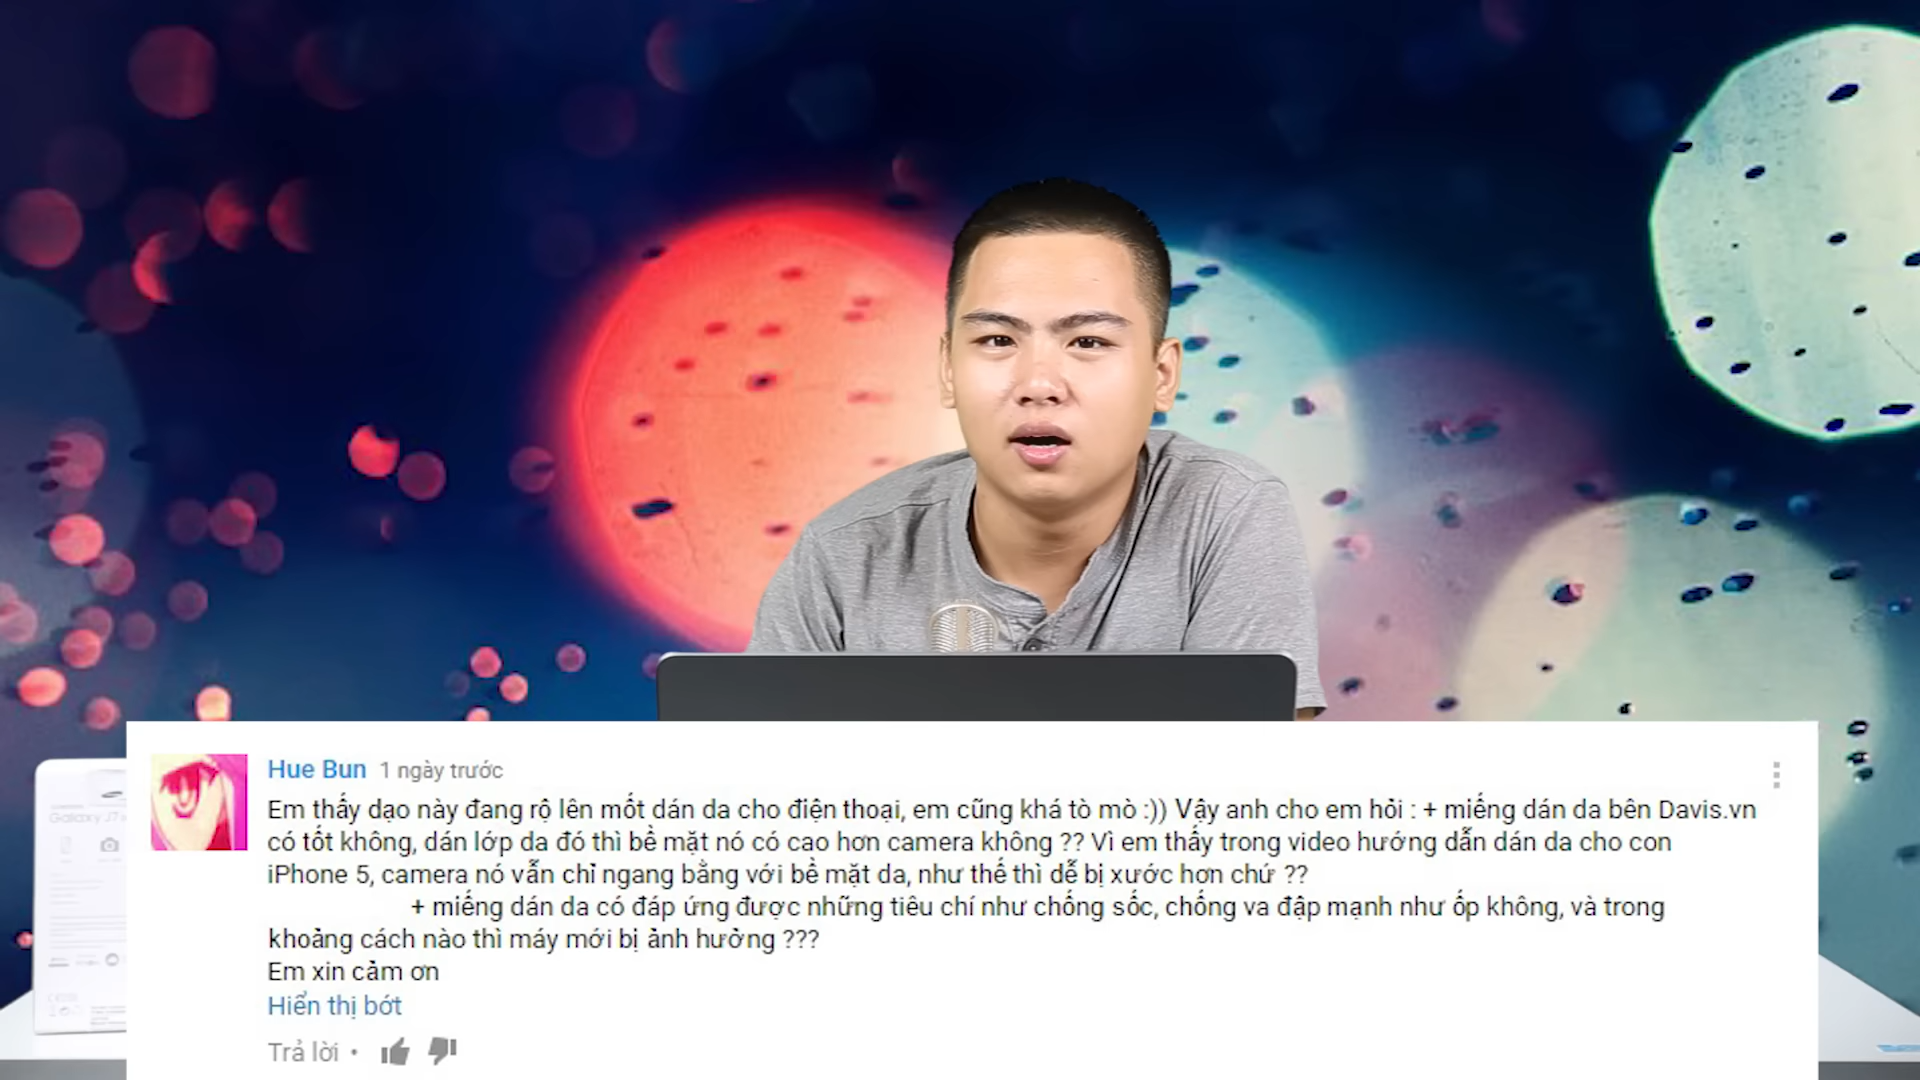 Hue Bun 1 ngày trước
Em thấy dạo này đang rộ lên mốt dán da cho điện thoại, em cũng khá tò mò :)) Vậy anh cho em hỏi : + miếng dán da bên Davis.vn
có tốt không, dán lớp da đó thì bề mặt nó có cao hơn camera không ?? Vì em thấy trong video hướng dẫn dán da cho con
iPhone 5, camera nó vẫn chỉ ngang bằng với bề mặt da, như thế thì dễ bị xước hơn chứ ??
+ miếng dán da có đáp ứng được những tiêu chí như chống sốc, chống va đập mạnh như ốp không, và trong
khoảng cách nào thì máy mới bị ảnh hưởng ???
Em xin cảm ơn
Hiển thị bớt
Trả lời •
Galaxy J7